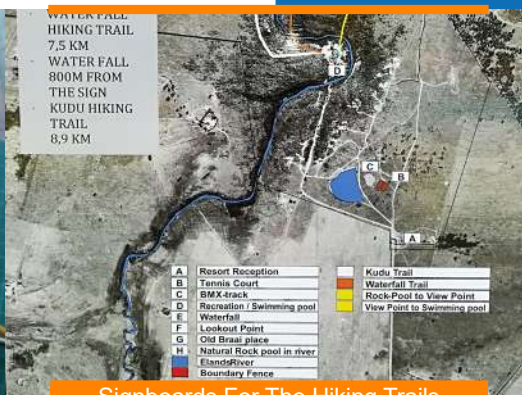 WATER FALL
HIKING TRAIL
7,5 KM
- WATER FALL
800M FROM
THE SIGN
KUDU HIKING
TRAIL
8,9 KM
D
C
B
A
A Resort Reception
B Tennis Court
C BMX-track
D Recreation / Swimming pool
E Waterfall
F Lookout Point
G Old Braai place
H Natural Rock pool in river
ElandsRiver
Boundary Fence
Kudu Trail
Waterfall Trail
Rock-Pool to View Point
View Point to Swimming pool
Signboards For The Hiking Trails